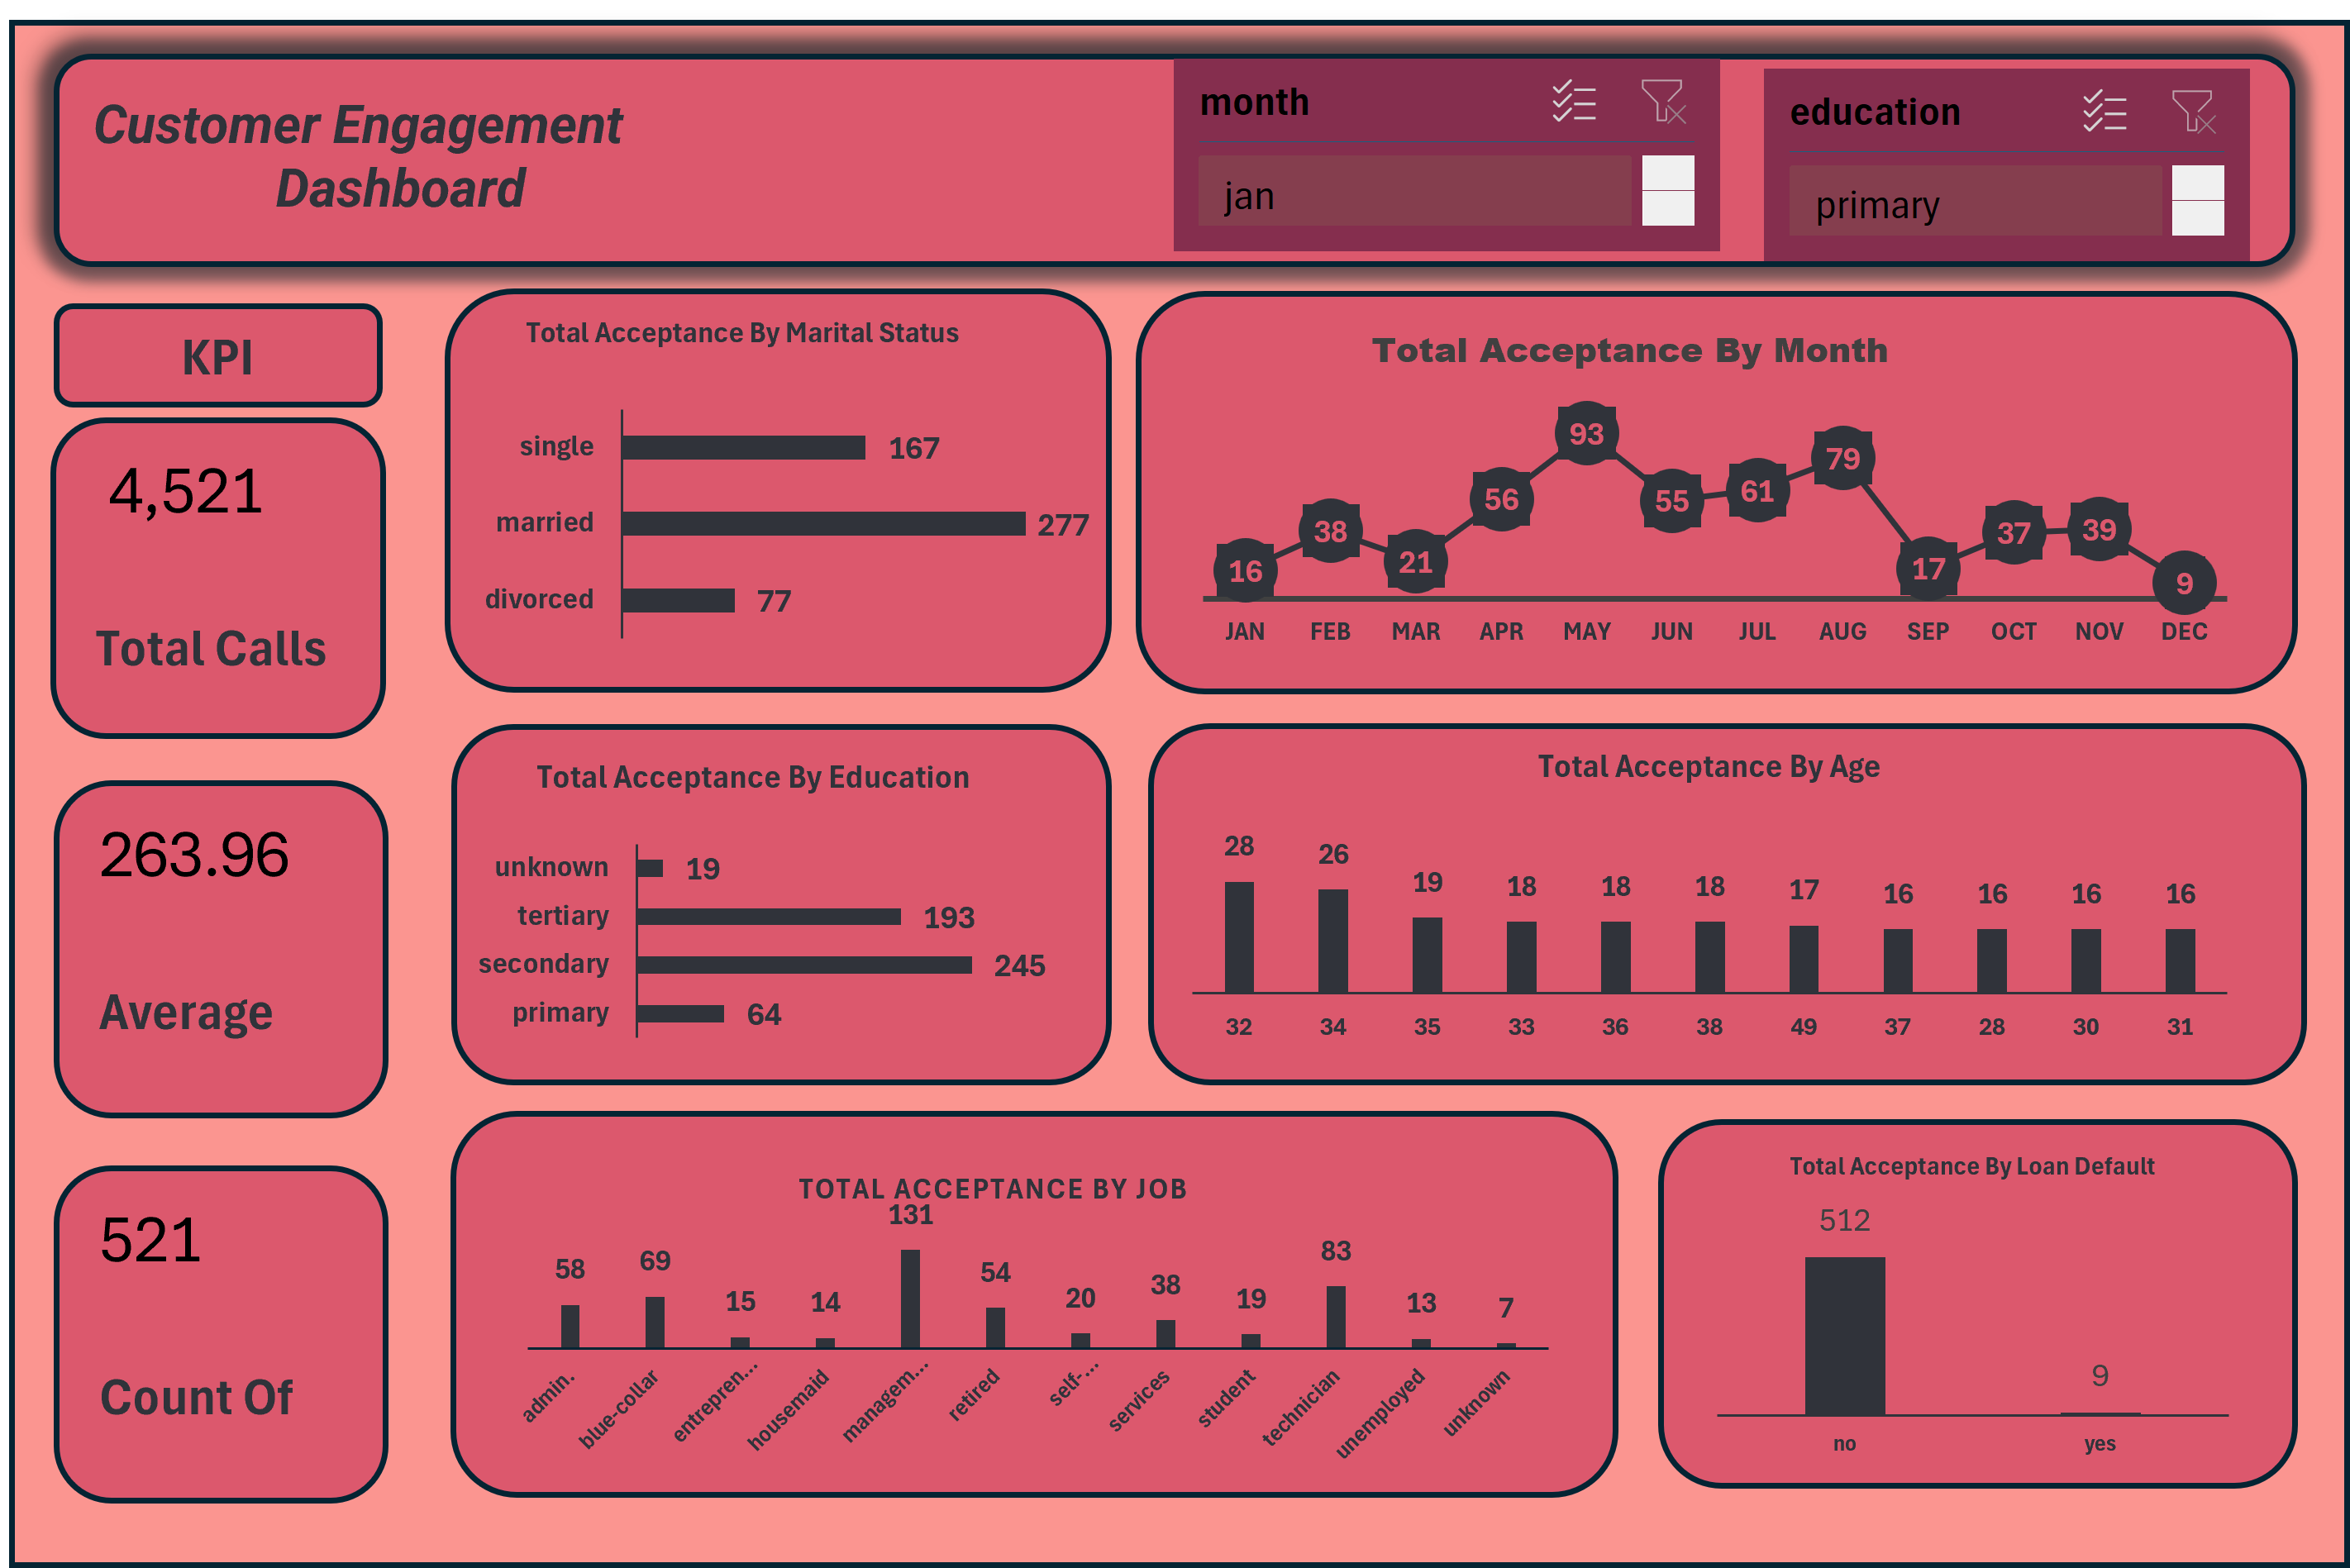 Customer Engagement
Dashboard
month
jan
education
primary
KPI
4,521
Total Calls
263.96
Average
521
Count Of
Total Acceptance By Marital Status
single 167
married 277
divorced 77
Total Acceptance By Month
16 38 21 56 93 55 61 79 17 37 39 9
JAN FEB MAR APR MAY JUN JUL AUG SEP OCT NOV DEC
Total Acceptance By Education
unknown 19
tertiary 193
secondary 245
primary 64
Total Acceptance By Age
28 26 19 18 18 18 17 16 16 16 16
32 34 35 33 36 38 49 37 28 30 31
TOTAL ACCEPTANCE BY JOB
58 69 15 14 131 54 20 38 19 83 13 7
admin. blue-collar entrepren... housemaid managem... retired self-... services student technician unemployed unknown
Total Acceptance By Loan Default
512 9
no yes